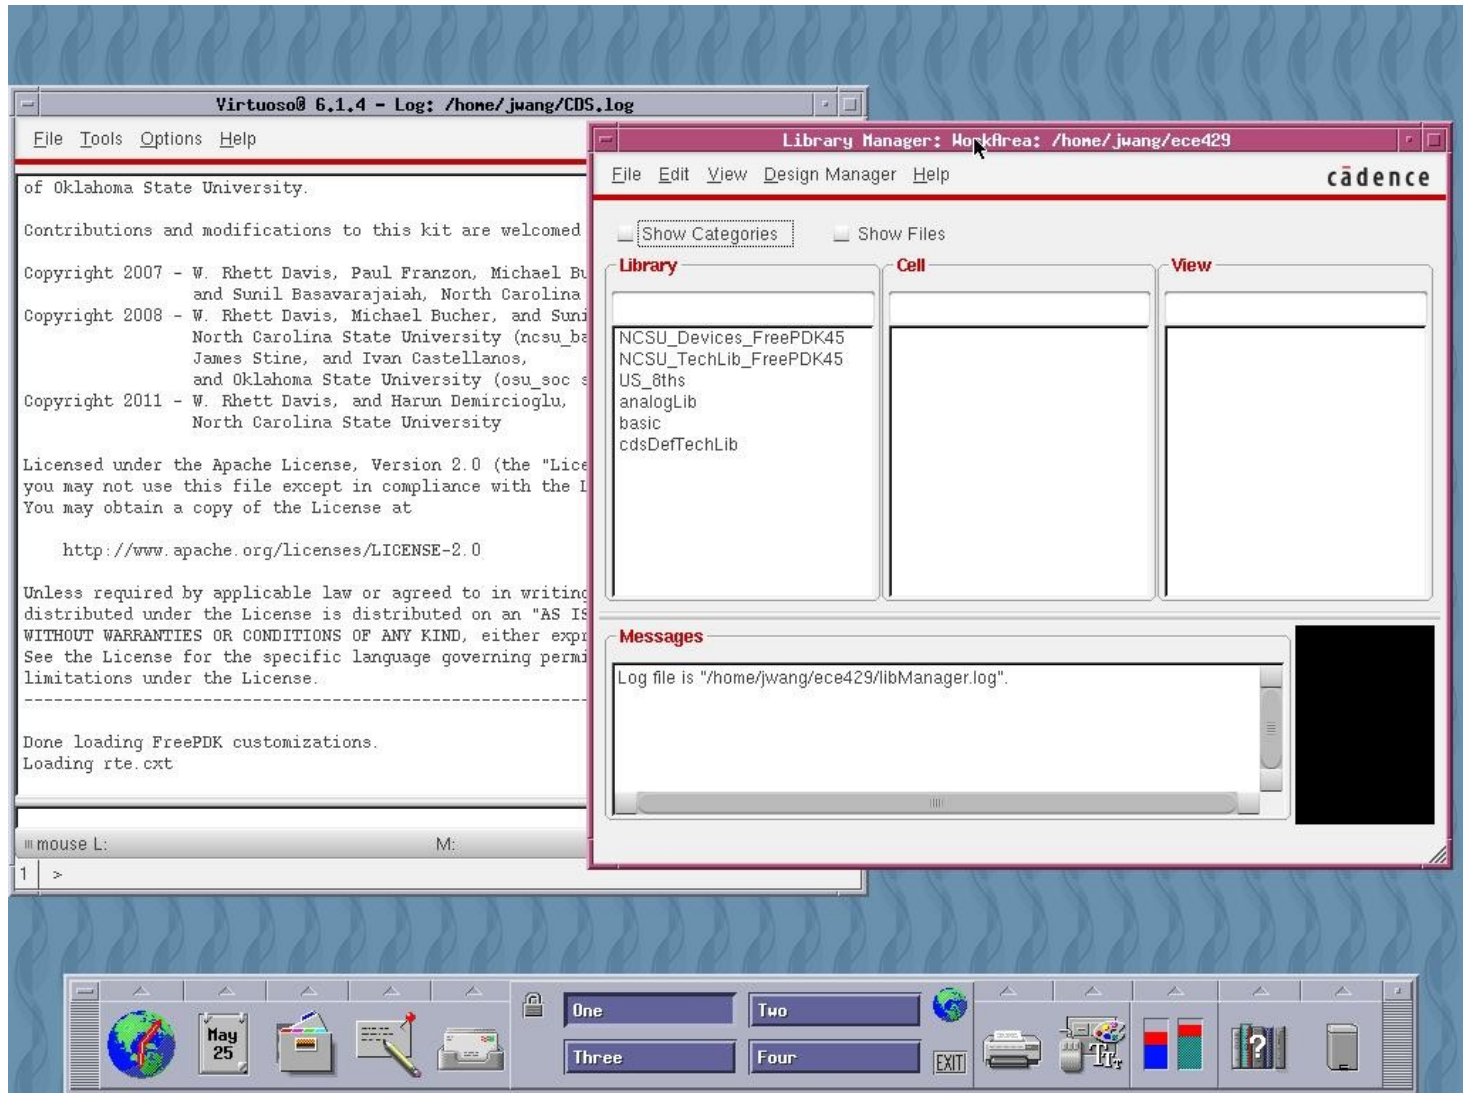 Virtuoso® 6.1.4 - Log: /home/jwang/CDS.log
File Tools Options Help
of Oklahoma State University.
Contributions and modifications to this kit are welcomed
Copyright 2007 - W. Rhett Davis, Paul Franzon, Michael Bu
and Sunil Basavarajaiah, North Carolina
Copyright 2008 - W. Rhett Davis, Michael Bucher, and Suni
North Carolina State University (ncsu_ba
James Stine, and Ivan Castellanos,
and Oklahoma State University (osu_soc s
Copyright 2011 - W. Rhett Davis, and Harun Demircioglu,
North Carolina State University
Licensed under the Apache License, Version 2.0 (the "Lice
you may not use this file except in compliance with the L
You may obtain a copy of the License at
http://www.apache.org/licenses/LICENSE-2.0
Unless required by applicable law or agreed to in writing
distributed under the License is distributed on an "AS IS
WITHOUT WARRANTIES OR CONDITIONS OF ANY KIND, either expr
See the License for the specific language governing permi
limitations under the License.
--------------------------------------------------------
Done loading FreePDK customizations.
Loading rte.cxt
mouse L: M:
1 >
Library Manager: WorkArea: /home/jwang/ece429
File Edit View Design Manager Help
cādence
Show Categories Show Files
Library Cell View
NCSU_Devices_FreePDK45
NCSU_TechLib_FreePDK45
US_8ths
analogLib
basic
cdsDefTechLib
Messages
Log file is "/home/jwang/ece429/libManager.log".
May
25
One Two
Three Four
EXIT
?